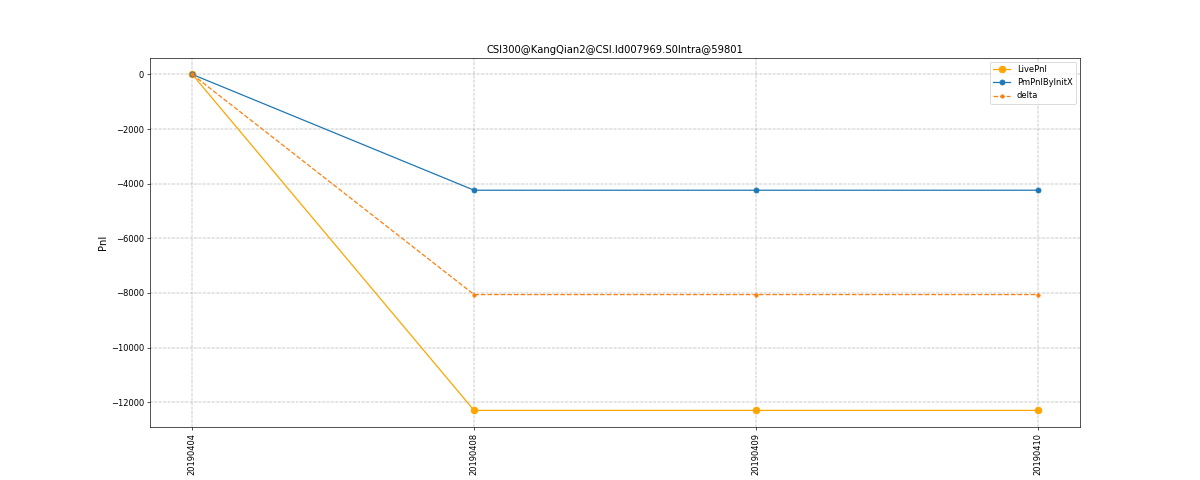 CSI300@KangQian2@CSI.Id007969.S0Intra@59801
LivePnl
PmPnlByInitX
delta
Pnl
0
−2000
−4000
−6000
−8000
−10000
−12000
20190404
20190408
20190409
20190410